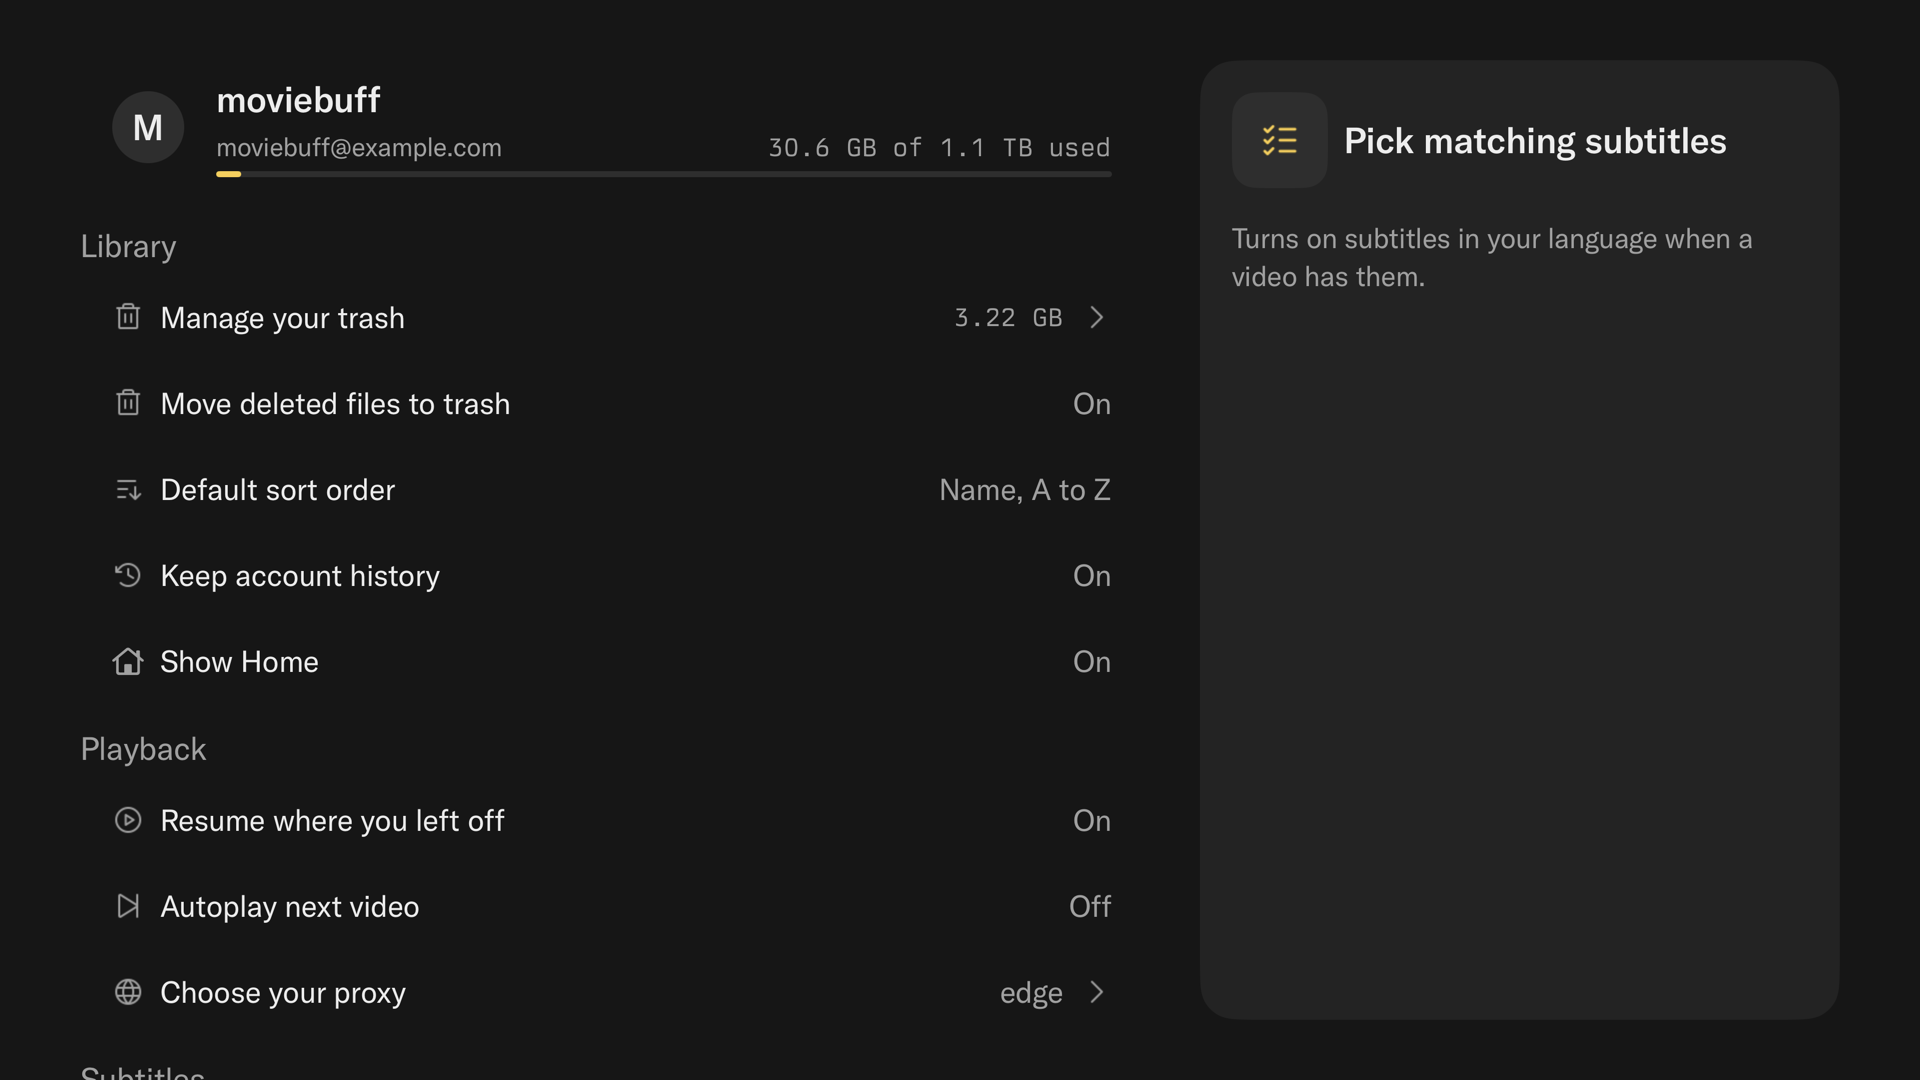 M
moviebuff
moviebuff@example.com
30.6 GB of 1.1 TB used
Library
Manage your trash
3.22 GB
Move deleted files to trash
On
Default sort order
Name, A to Z
Keep account history
On
Show Home
On
Playback
Resume where you left off
On
Autoplay next video
Off
Choose your proxy
edge
Subtitles
Pick matching subtitles
Turns on subtitles in your language when a
video has them.